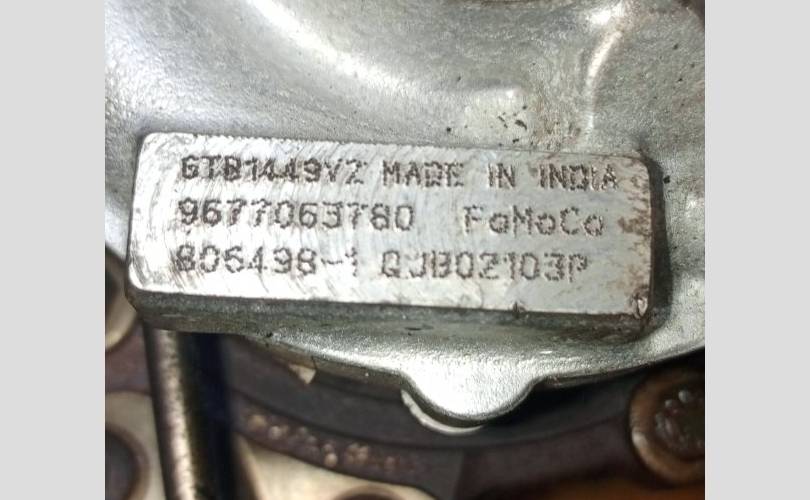 GTB1449VZ MADE IN INDIA
9677063780 FoMoCo
806498-1 QJB02103P